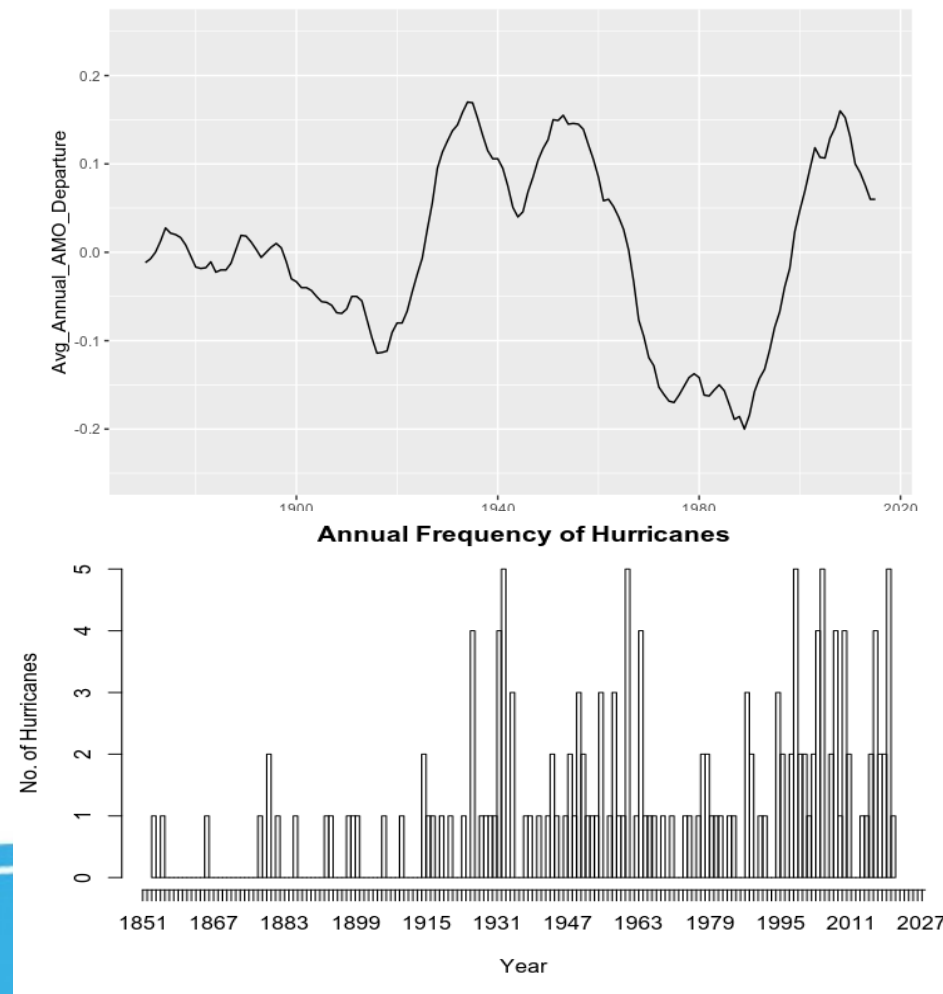 0.2
0.1
0.0
-0.1
-0.2
Avg_Annual_AMO_Departure
1900 1940 1980 2020
Annual Frequency of Hurricanes
5
4
3
2
1
0
No. of Hurricanes
1851 1867 1883 1899 1915 1931 1947 1963 1979 1995 2011 2027
Year